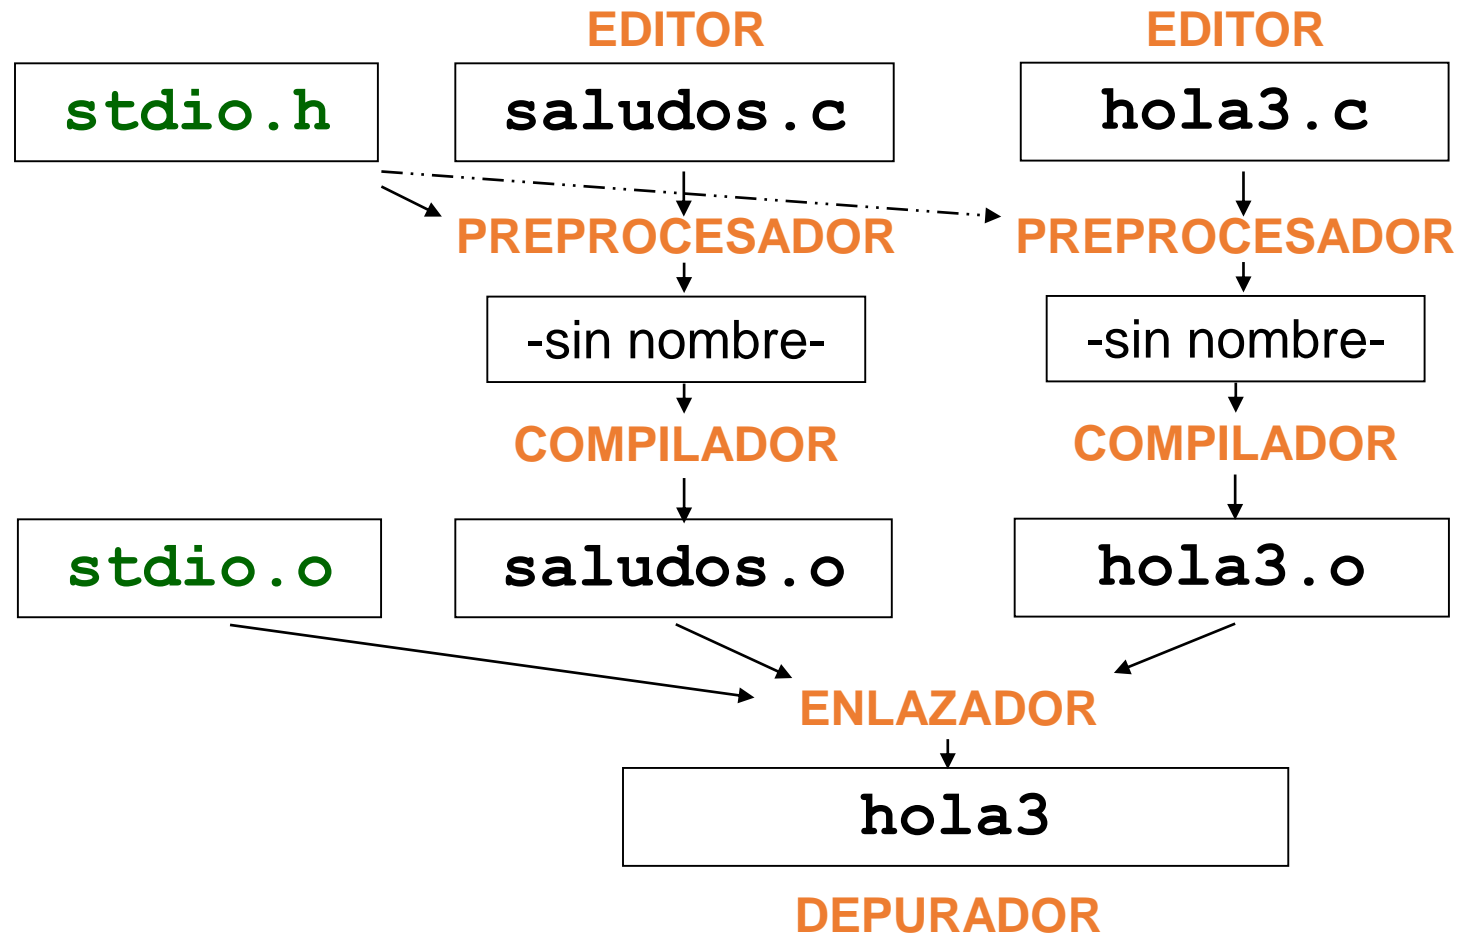 EDITOR EDITOR
stdio.h saludos.c hola3.c
PREPROCESADOR PREPROCESADOR
-sin nombre- -sin nombre-
COMPILADOR COMPILADOR
stdio.o saludos.o hola3.o
ENLAZADOR
hola3
DEPURADOR